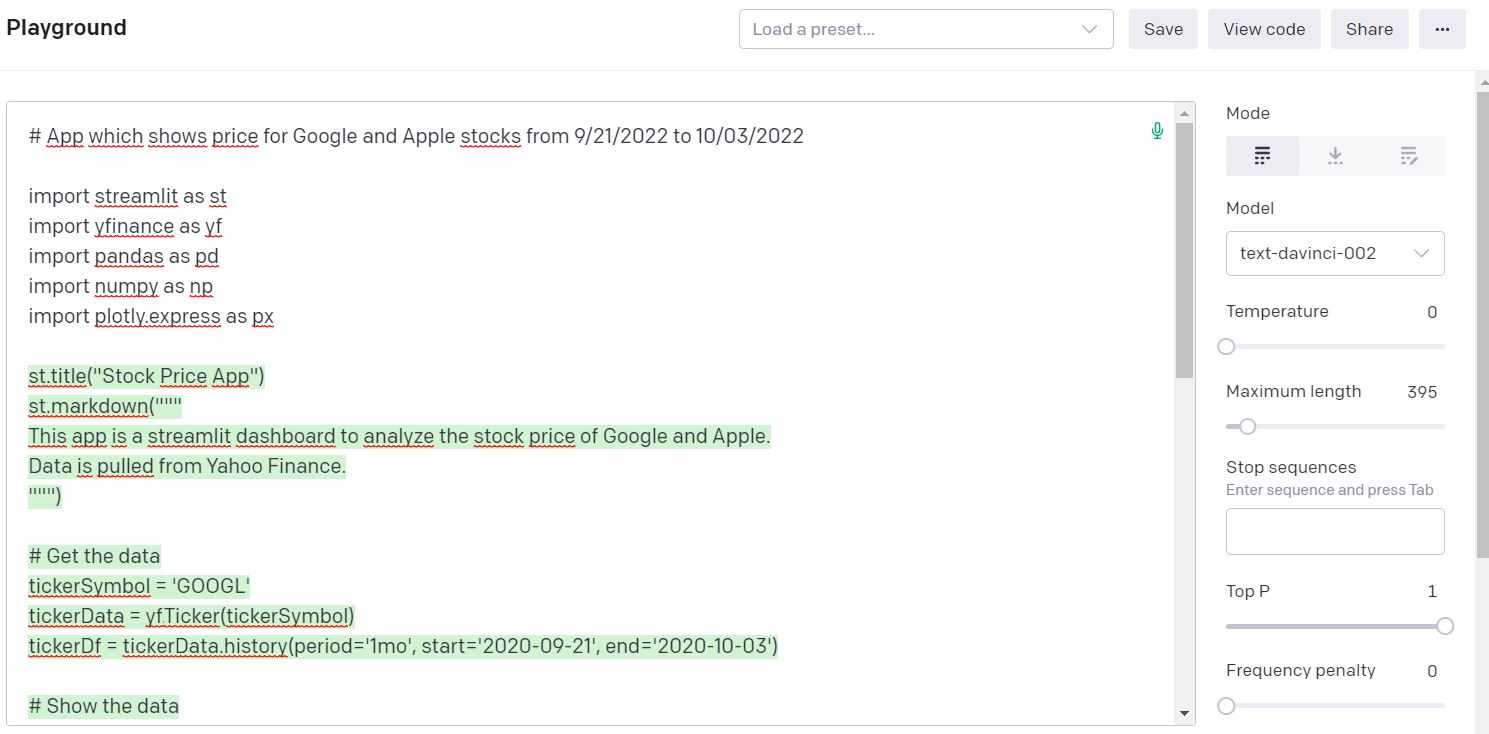 Playground
Load a preset...
Save
View code
Share
...
# App which shows price for Google and Apple stocks from 9/21/2022 to 10/03/2022
import streamlit as st
import yfinance as yf
import pandas as pd
import numpy as np
import plotly.express as px
st.title("Stock Price App")
st.markdown("""
This app is a streamlit dashboard to analyze the stock price of Google and Apple.
Data is pulled from Yahoo Finance.
""")
# Get the data
tickerSymbol = 'GOOGL'
tickerData = yf.Ticker(tickerSymbol)
tickerDf = tickerData.history(period='1mo', start='2020-09-21', end='2020-10-03')
# Show the data
Mode
Model
text-davinci-002
Temperature 0
Maximum length 395
Stop sequences
Enter sequence and press Tab
Top P 1
Frequency penalty 0